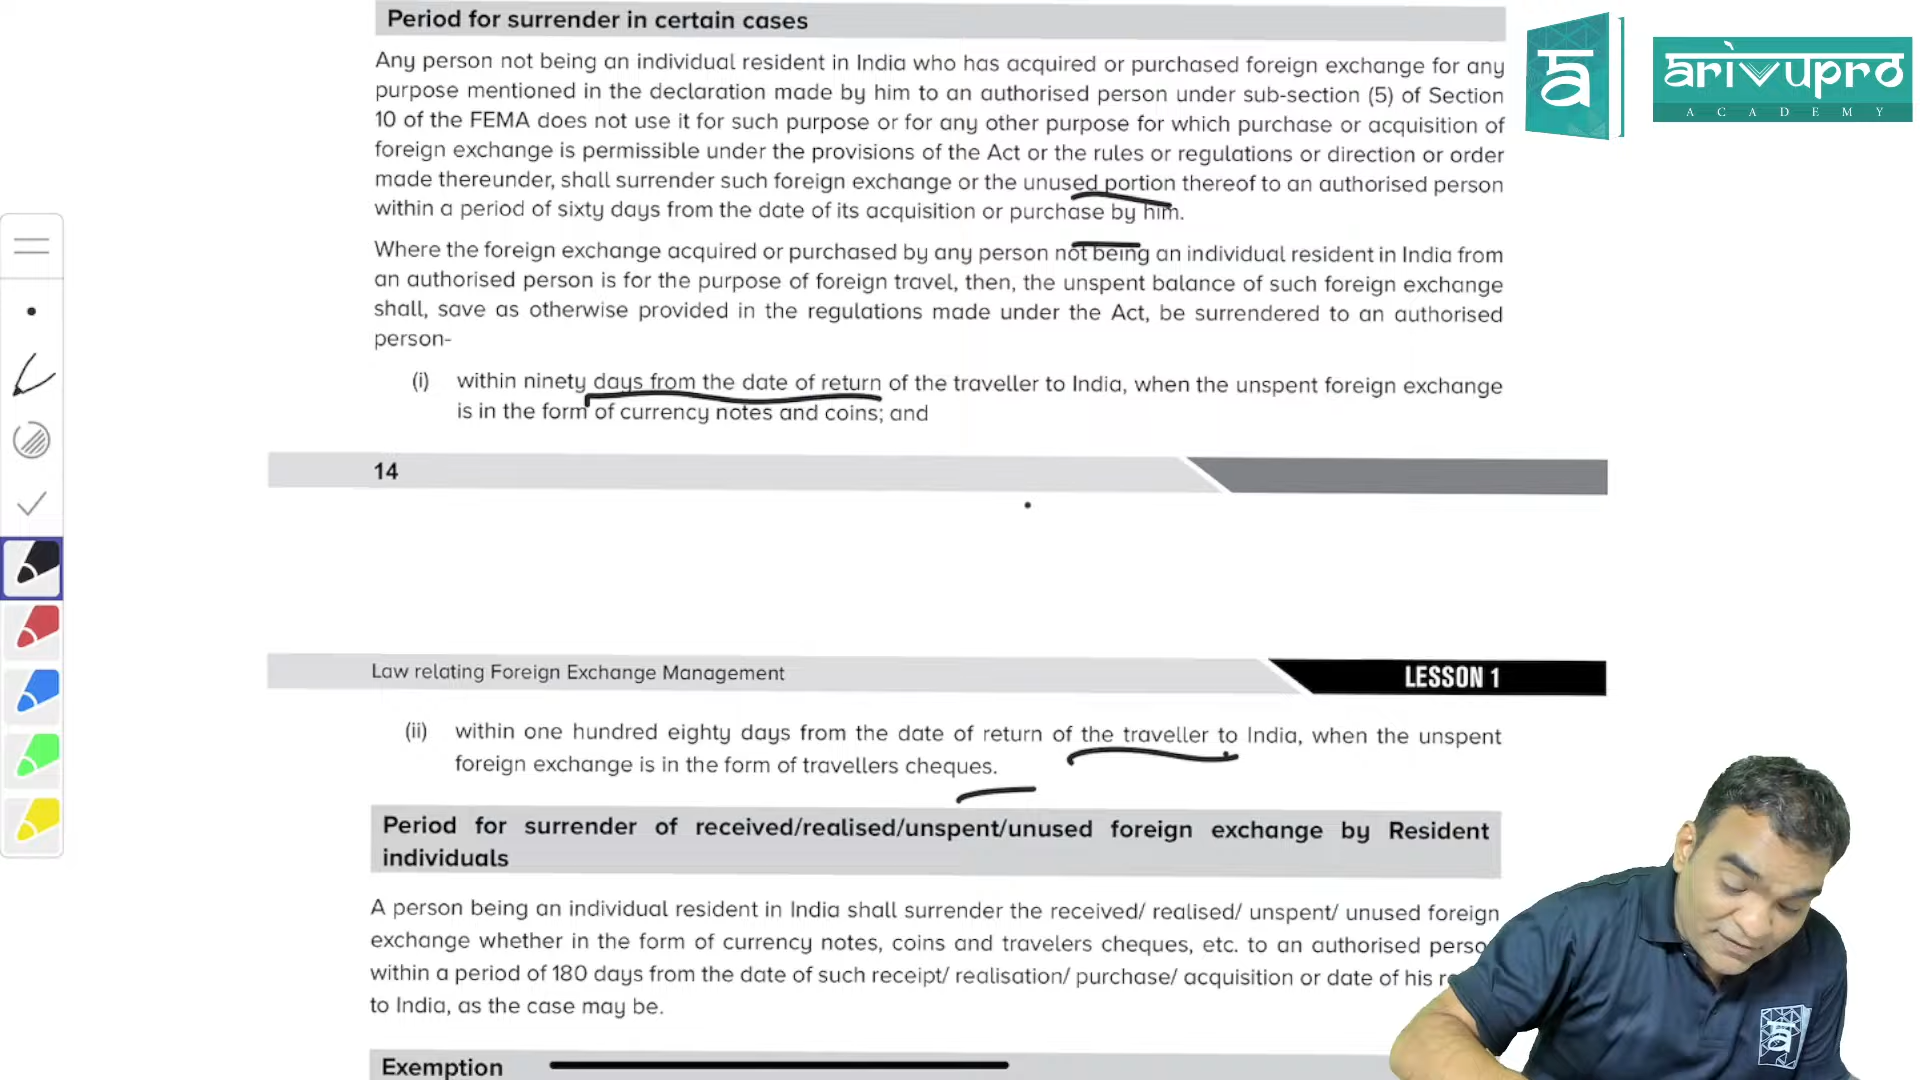 Period for surrender in certain cases
Any person not being an individual resident in India who has acquired or purchased foreign exchange for any
purpose mentioned in the declaration made by him to an authorised person under sub-section (5) of Section
10 of the FEMA does not use it for such purpose or for any other purpose for which purchase or acquisition of
foreign exchange is permissible under the provisions of the Act or the rules or regulations or direction or order
made thereunder, shall surrender such foreign exchange or the unused portion thereof to an authorised person
within a period of sixty days from the date of its acquisition or purchase by him.
Where the foreign exchange acquired or purchased by any person not being an individual resident in India from
an authorised person is for the purpose of foreign travel, then, the unspent balance of such foreign exchange
shall, save as otherwise provided in the regulations made under the Act, be surrendered to an authorised
person-
(i) within ninety days from the date of return of the traveller to India, when the unspent foreign exchange
is in the form of currency notes and coins; and
14
Law relating Foreign Exchange Management
LESSON 1
(ii) within one hundred eighty days from the date of return of the traveller to India, when the unspent
foreign exchange is in the form of travellers cheques.
Period for surrender of received/realised/unspent/unused foreign exchange by Resident
individuals
A person being an individual resident in India shall surrender the received/ realised/ unspent/ unused foreign
exchange whether in the form of currency notes, coins and travelers cheques, etc. to an authorised
within a period of 180 days from the date of such receipt/ realisation/ purchase/ acquisition or date of his
to India, as the case may be.
Exemption
arivupro
ACADEMY